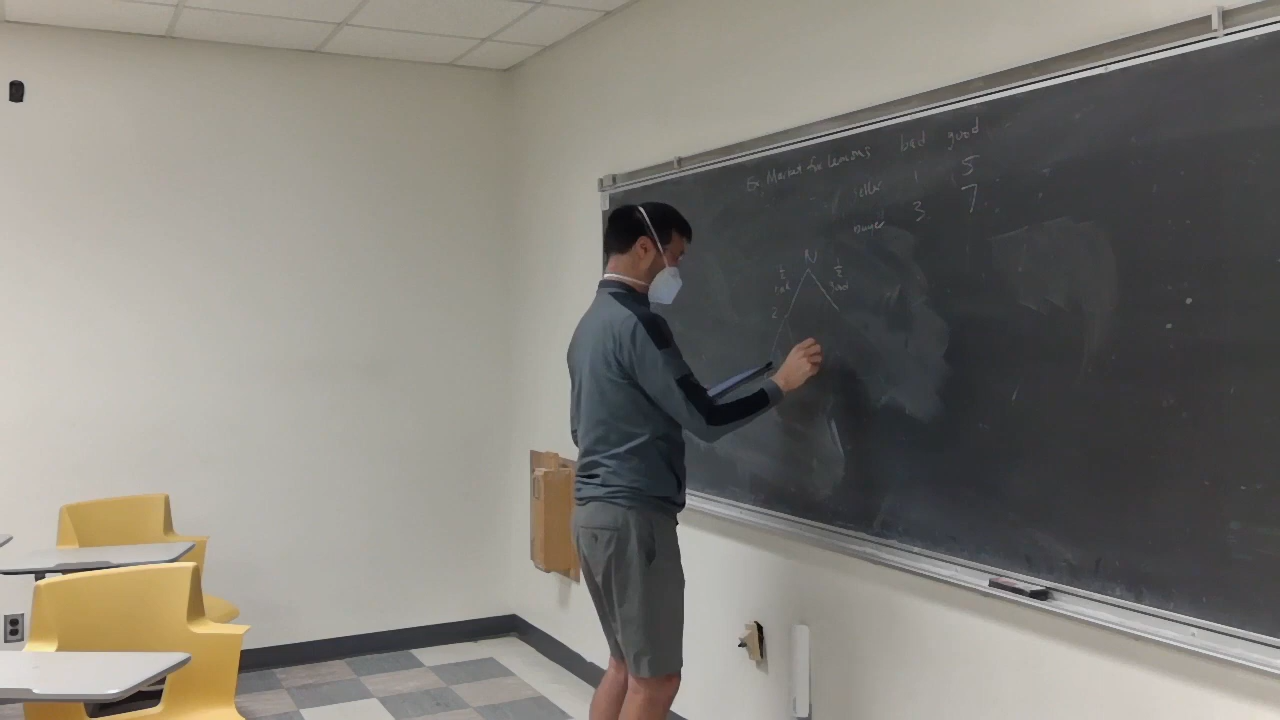 Ex. Market for Lemons bad good
seller 1 5
buyer 3 7
N
1/2 1/2
bad good
2